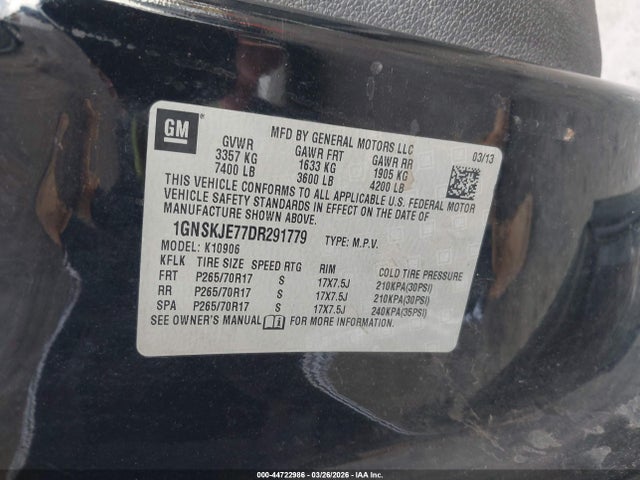 GM
MFD BY GENERAL MOTORS LLC 03/13
GVWR GAWR FRT GAWR RR
3357 KG 1633 KG 1905 KG
7400 LB 3600 LB 4200 LB
THIS VEHICLE CONFORMS TO ALL APPLICABLE U.S. FEDERAL MOTOR
VEHICLE SAFETY STANDARDS IN EFFECT ON THE DATE OF
MANUFACTURE SHOWN ABOVE.
1GNSKJE77DR291779 TYPE: M.P.V.
MODEL: K10906
KFLK TIRE SIZE SPEED RTG RIM COLD TIRE PRESSURE
FRT P265/70R17 S 17X7.5J 210KPA(30PSI)
RR P265/70R17 S 17X7.5J 210KPA(30PSI)
SPA P265/70R17 S 17X7.5J 240KPA(35PSI)
SEE OWNER'S MANUAL FOR MORE INFORMATION.
000-44722986 | 03/26/2026 | IAA Inc.